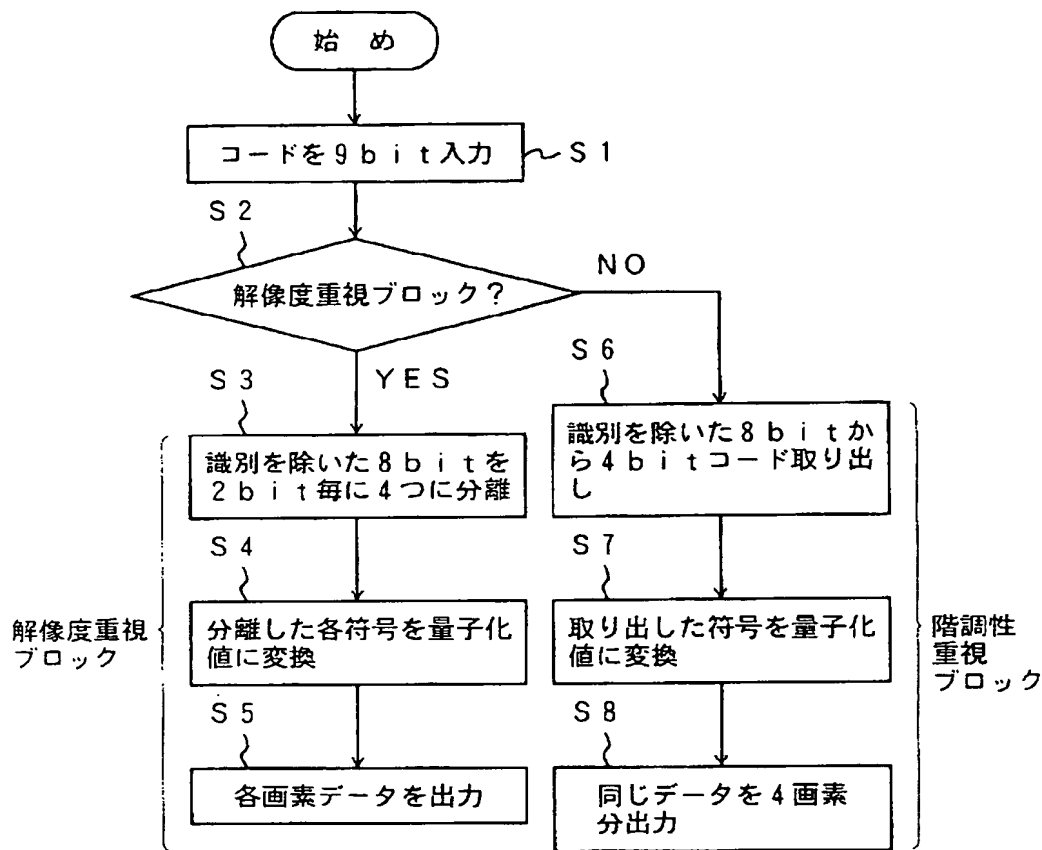 始 め
コードを9bit入力
S1
S2
解像度重視ブロック?
NO
YES
S3
識別を除いた8bitを
2bit毎に4つに分離
S4
分離した各符号を量子化
値に変換
S5
各画素データを出力
解像度重視
ブロック
S6
識別を除いた8bitか
ら4bitコード取り出
し
S7
取り出した符号を量子化
値に変換
S8
同じデータを4画素
分出力
階調性
重視
ブロック